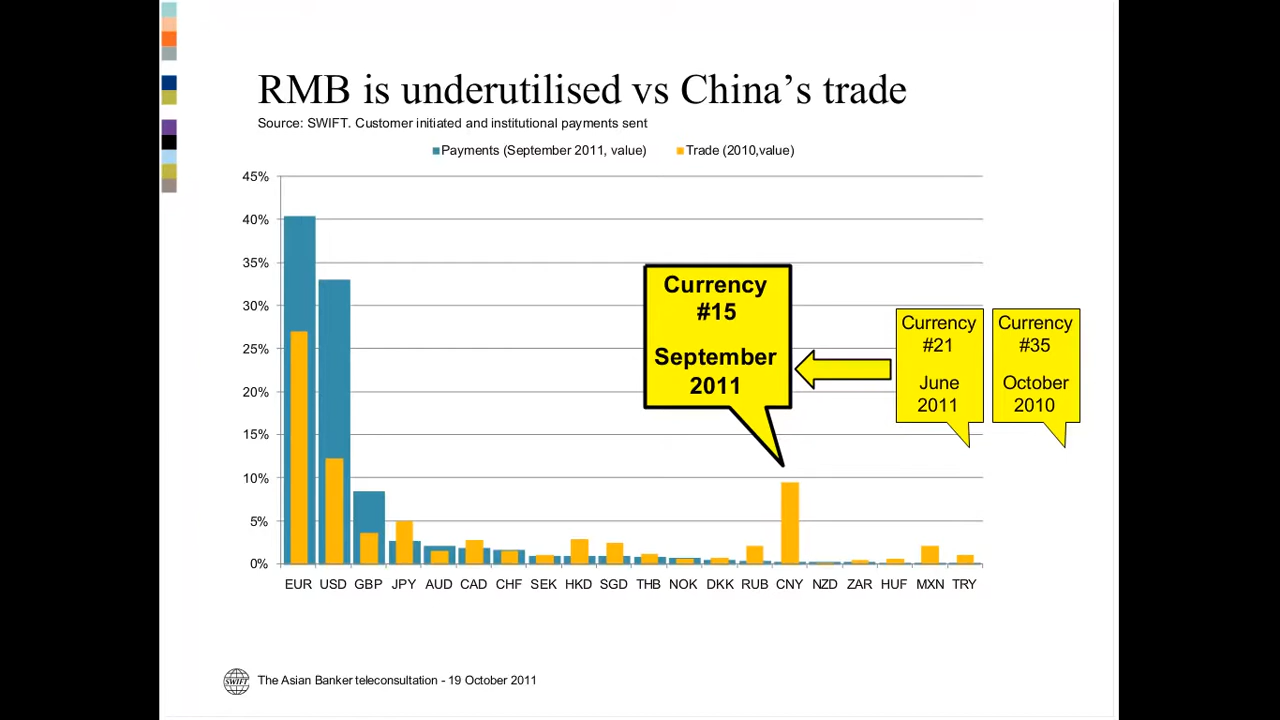 RMB is underutilised vs China's trade
Source: SWIFT. Customer initiated and institutional payments sent
Payments (September 2011, value)
Trade (2010,value)
45%
40%
35%
30%
25%
20%
15%
10%
5%
0%
Currency
#15
September
2011
Currency
#21
June
2011
Currency
#35
October
2010
EUR USD GBP JPY AUD CAD CHF SEK HKD SGD THB NOK DKK RUB CNY NZD ZAR HUF MXN TRY
SWIFT
The Asian Banker teleconsultation - 19 October 2011